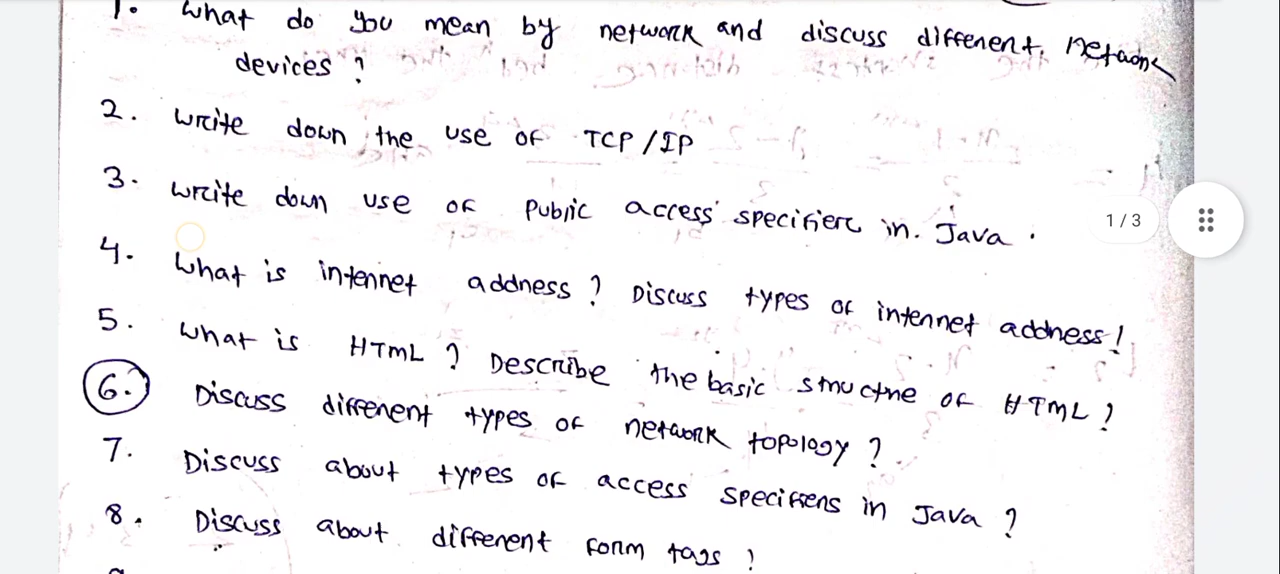 1. What do you mean by network and discuss different network
devices ?
2. Write down the use of TCP/IP
3. Write down use of Public access specifier in. Java .
1 / 3
4. What is internet address ? Discuss types of internet address!
5. What is HTML ? Describe the basic structne of HTML ?
6. Discuss different types of network topology ?
7. Discuss about types of access specifiers in Java ?
8. Discuss about different form tags ?